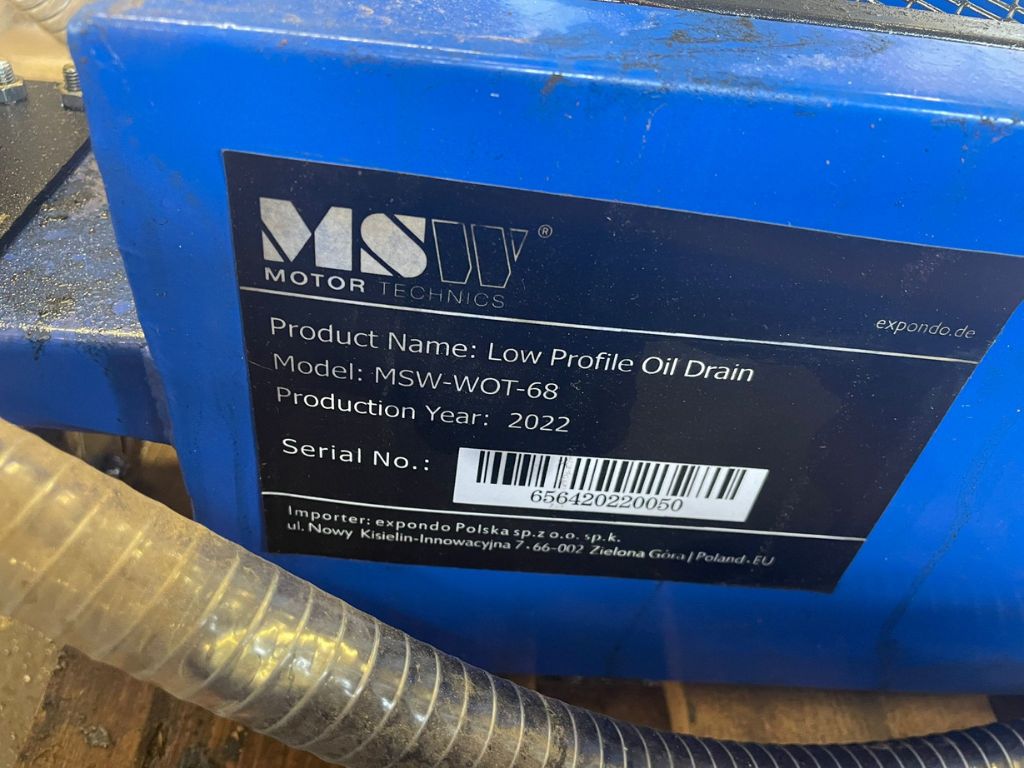 MSW®
MOTOR TECHNICS
expondo.de
Product Name: Low Profile Oil Drain
Model: MSW-WOT-68
Production Year: 2022
Serial No.:
656420220050
Importer: expondo Polska sp.z o.o. sp.k.
ul. Nowy Kisielin-Innowacyjna 7. 66-002 Zielona Góra | Poland-EU